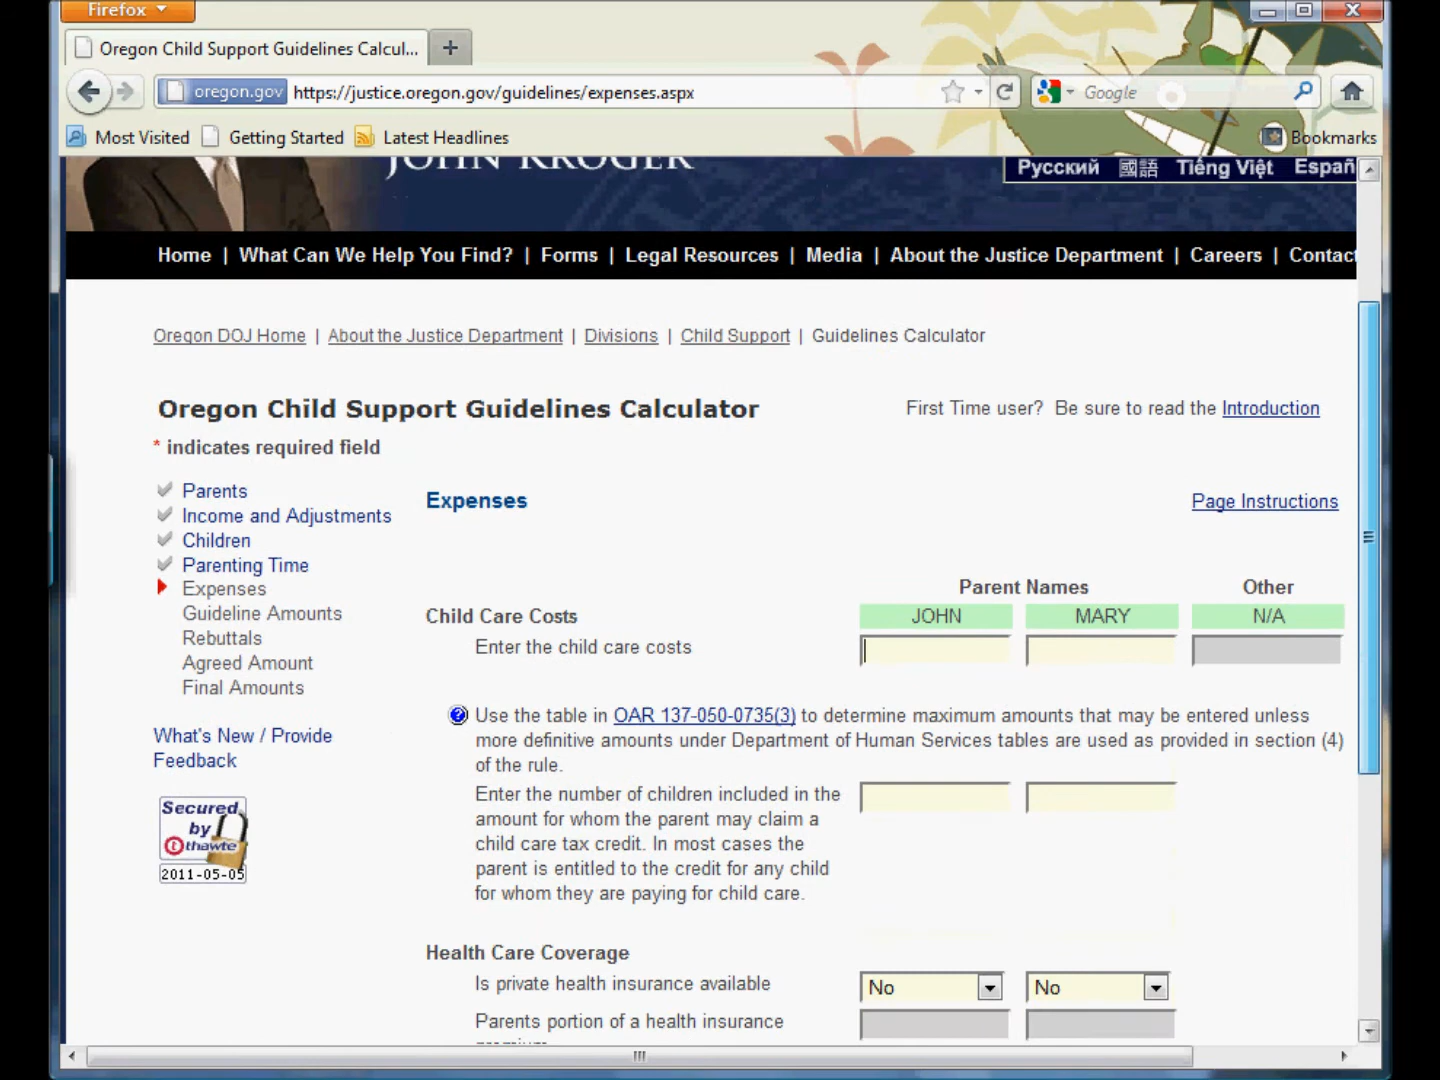 Firefox
Oregon Child Support Guidelines Calcul...
oregon.gov https://justice.oregon.gov/guidelines/expenses.aspx
Google
Most Visited Getting Started Latest Headlines Bookmarks
JOHN KROGER
Русский 國語 Tiếng Việt Españ
Home | What Can We Help You Find? | Forms | Legal Resources | Media | About the Justice Department | Careers | Contact
Oregon DOJ Home | About the Justice Department | Divisions | Child Support | Guidelines Calculator
Oregon Child Support Guidelines Calculator
First Time user? Be sure to read the Introduction
* indicates required field
Parents
Income and Adjustments
Children
Parenting Time
Expenses
Guideline Amounts
Rebuttals
Agreed Amount
Final Amounts
What's New / Provide
Feedback
Secured
by
thawte
2011-05-05
Expenses
Page Instructions
Parent Names Other
Child Care Costs JOHN MARY N/A
Enter the child care costs
Use the table in OAR 137-050-0735(3) to determine maximum amounts that may be entered unless
more definitive amounts under Department of Human Services tables are used as provided in section (4)
of the rule.
Enter the number of children included in the
amount for whom the parent may claim a
child care tax credit. In most cases the
parent is entitled to the credit for any child
for whom they are paying for child care.
Health Care Coverage
Is private health insurance available No No
Parents portion of a health insurance